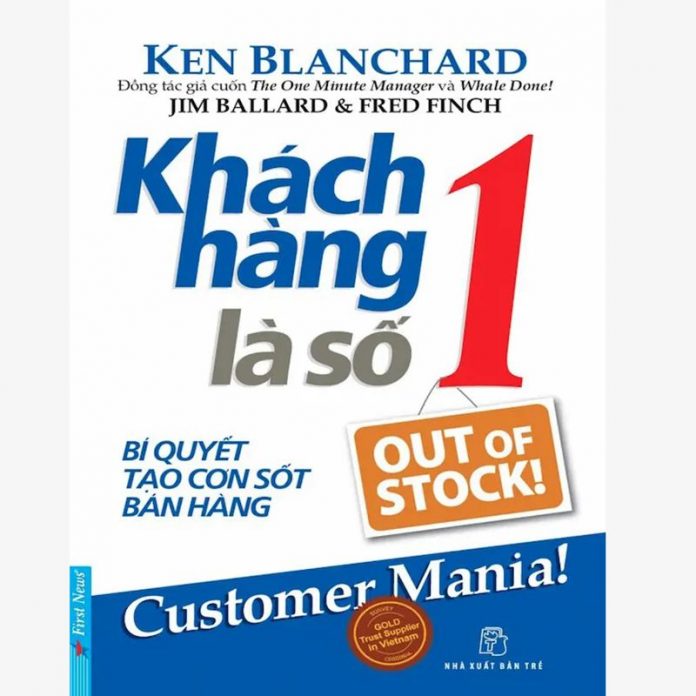 KEN BLANCHARD
Đồng tác giả cuốn The One Minute Manager và Whale Done!
JIM BALLARD & FRED FINCH
Khách
hàng
là số
1
BÍ QUYẾT
TẠO CƠN SỐT
BÁN HÀNG
OUT OF
STOCK!
Customer Mania!
First News
GOLD
Trust Supplier
in Vietnam
NHÀ XUẤT BẢN TRẺ